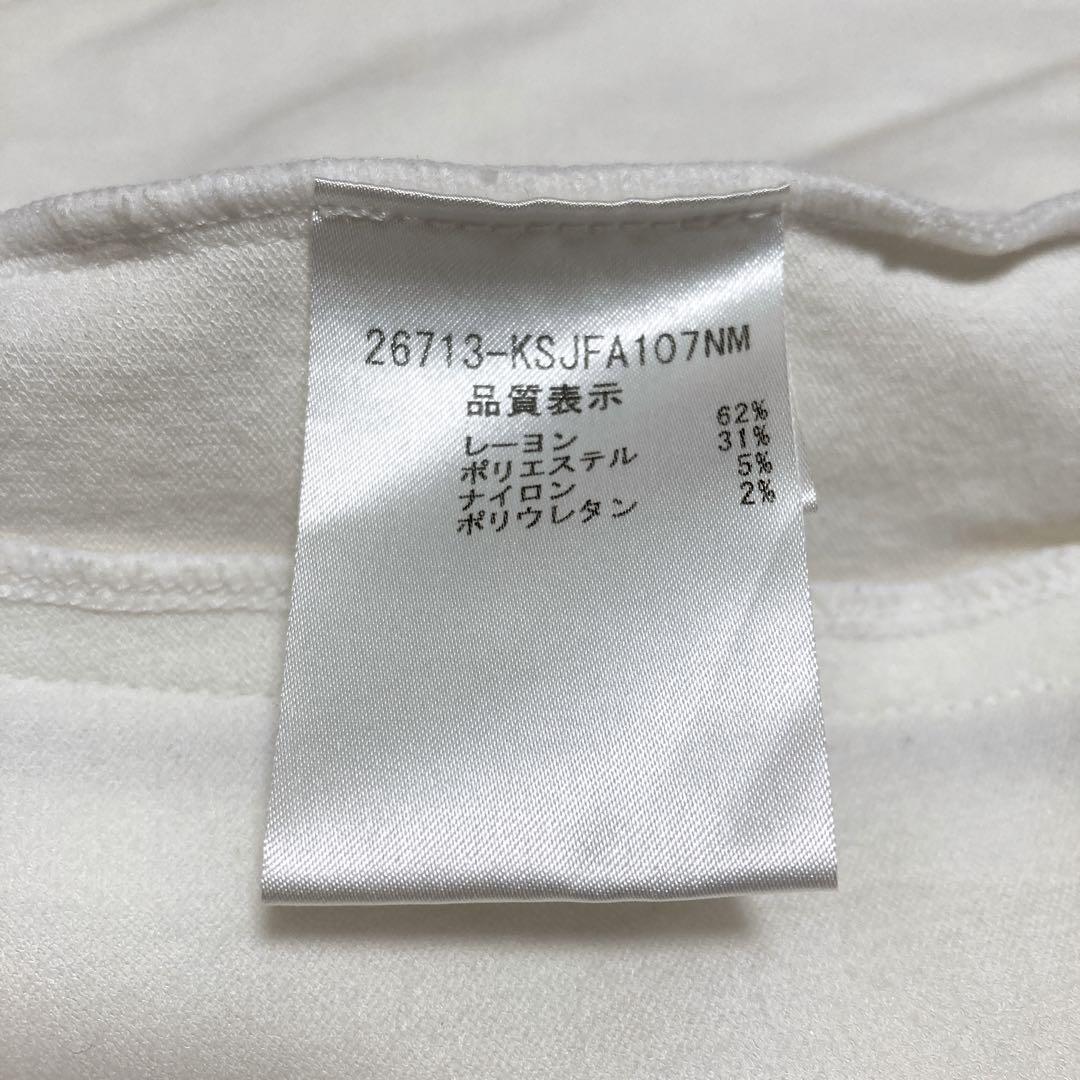 26713-KSJFA107NM
品質表示
レーヨン 62%
ポリエステル 31%
ナイロン 5%
ポリウレタン 2%